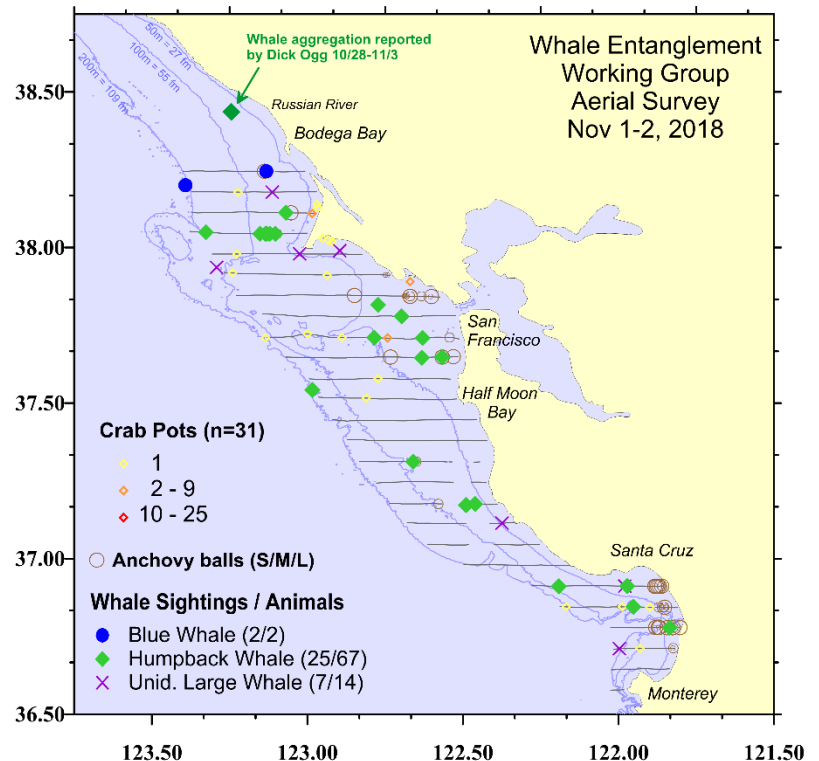 Whale Entanglement
Working Group
Aerial Survey
Nov 1-2, 2018
Whale aggregation reported
by Dick Ogg 10/28-11/3
50m = 27 fm
100m = 55 fm
200m = 109 fm
Russian River
Bodega Bay
San
Francisco
Half Moon
Bay
Santa Cruz
Monterey
Crab Pots (n=31)
1
2 - 9
10 - 25
Anchovy balls (S/M/L)
Whale Sightings / Animals
Blue Whale (2/2)
Humpback Whale (25/67)
Unid. Large Whale (7/14)
38.50
38.00
37.50
37.00
36.50
123.50
123.00
122.50
122.00
121.50